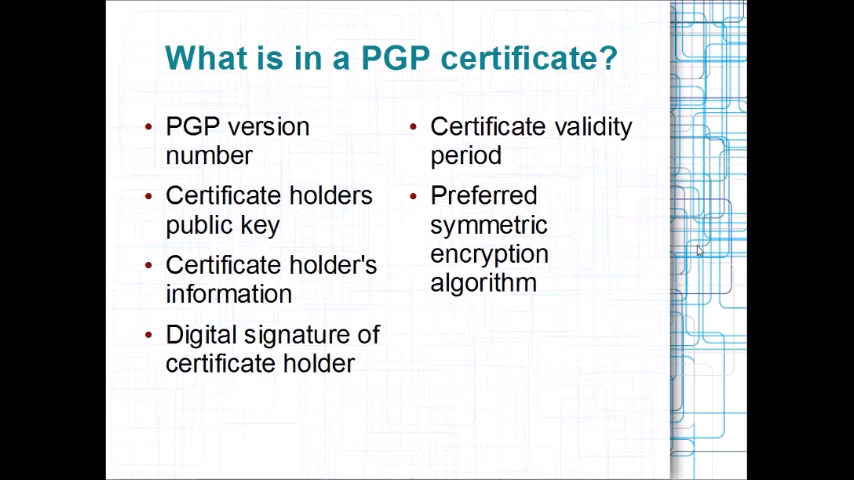 What is in a PGP certificate?
• PGP version
number
• Certificate holders
public key
• Certificate holder's
information
• Digital signature of
certificate holder
• Certificate validity
period
• Preferred
symmetric
encryption
algorithm